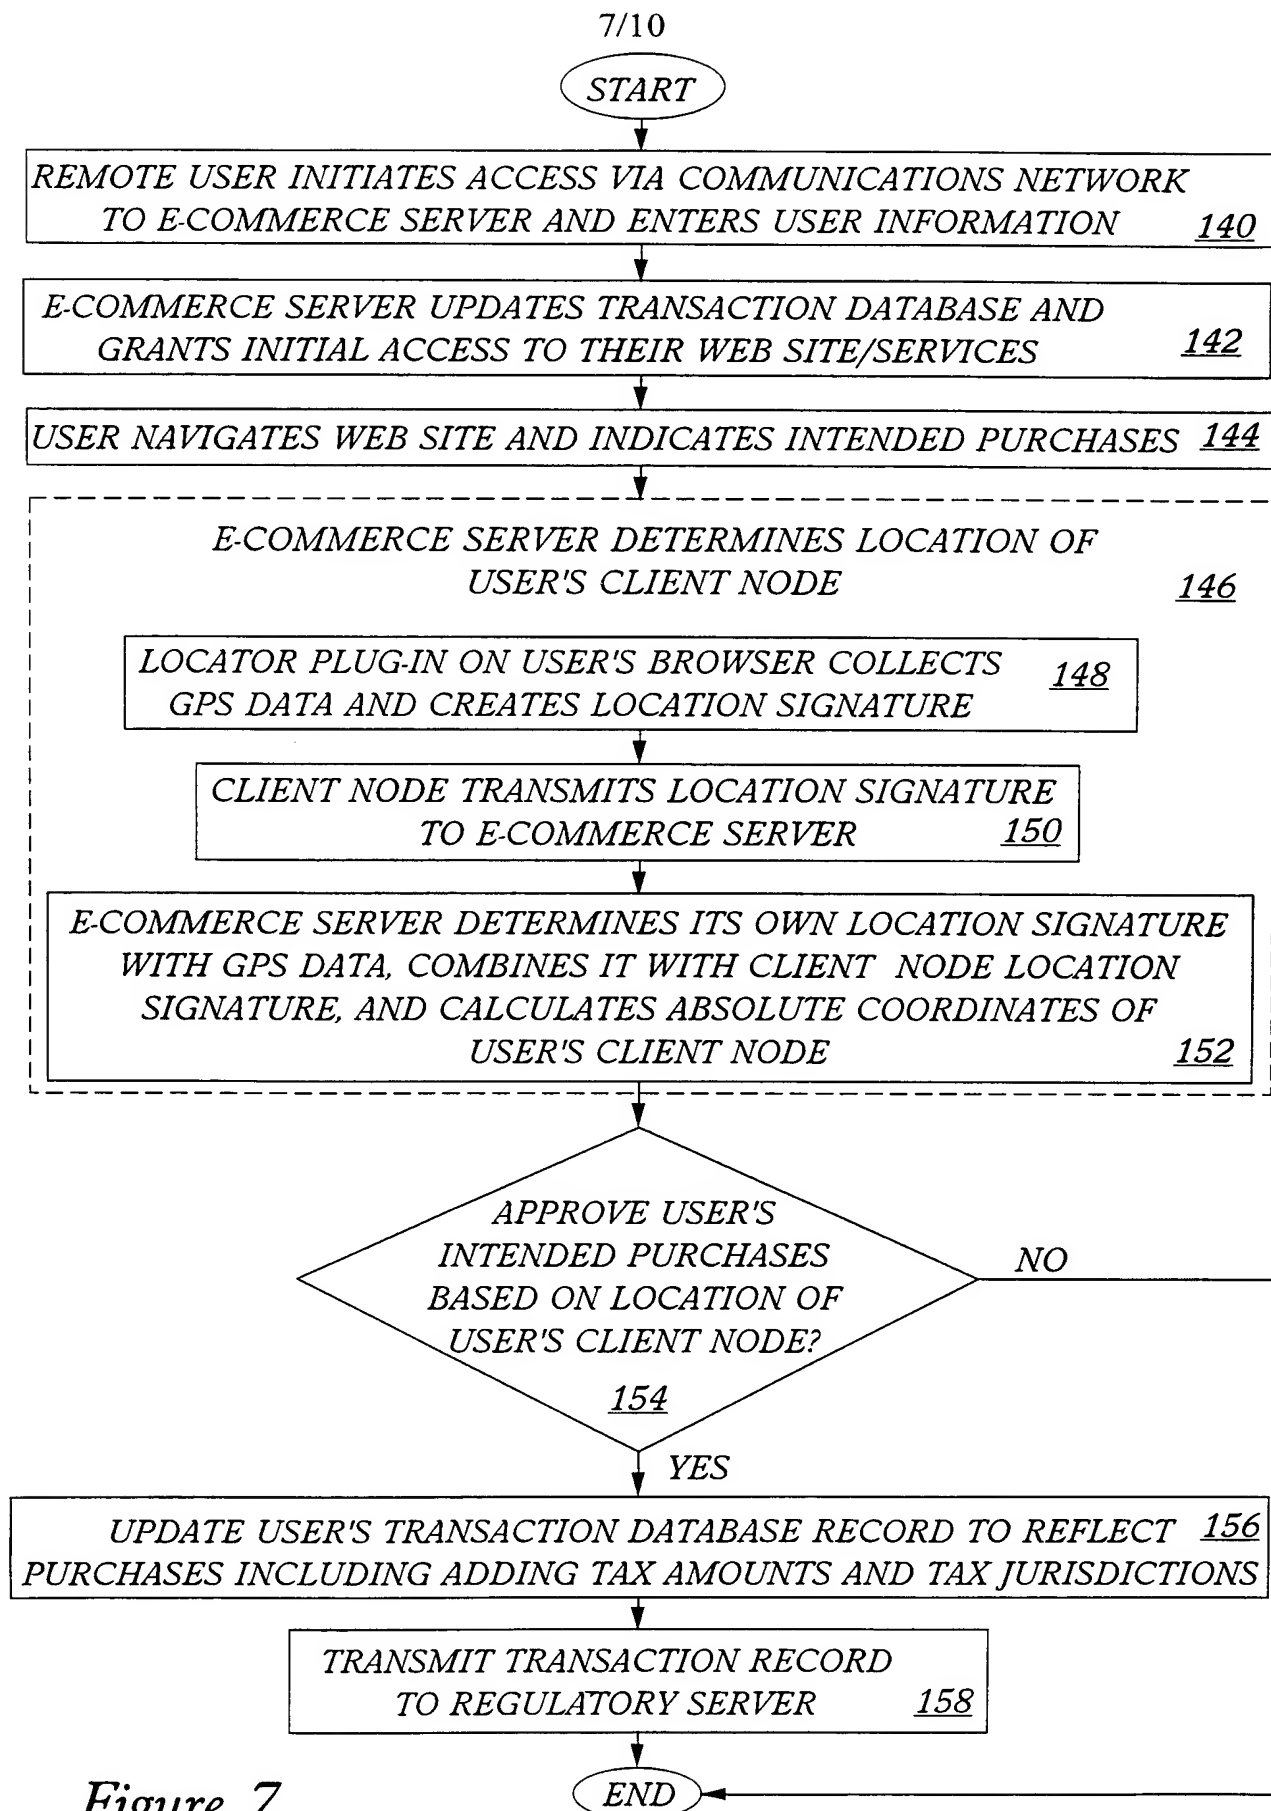 7/10
START
REMOTE USER INITIATES ACCESS VIA COMMUNICATIONS NETWORK
TO E-COMMERCE SERVER AND ENTERS USER INFORMATION 140
E-COMMERCE SERVER UPDATES TRANSACTION DATABASE AND
GRANTS INITIAL ACCESS TO THEIR WEB SITE/SERVICES 142
USER NAVIGATES WEB SITE AND INDICATES INTENDED PURCHASES 144
E-COMMERCE SERVER DETERMINES LOCATION OF
USER'S CLIENT NODE 146
LOCATOR PLUG-IN ON USER'S BROWSER COLLECTS 148
GPS DATA AND CREATES LOCATION SIGNATURE
CLIENT NODE TRANSMITS LOCATION SIGNATURE
TO E-COMMERCE SERVER 150
E-COMMERCE SERVER DETERMINES ITS OWN LOCATION SIGNATURE
WITH GPS DATA, COMBINES IT WITH CLIENT NODE LOCATION
SIGNATURE, AND CALCULATES ABSOLUTE COORDINATES OF
USER'S CLIENT NODE 152
APPROVE USER'S
INTENDED PURCHASES
BASED ON LOCATION OF
USER'S CLIENT NODE?
154
NO
YES
UPDATE USER'S TRANSACTION DATABASE RECORD TO REFLECT 156
PURCHASES INCLUDING ADDING TAX AMOUNTS AND TAX JURISDICTIONS
TRANSMIT TRANSACTION RECORD
TO REGULATORY SERVER 158
END
Figure 7